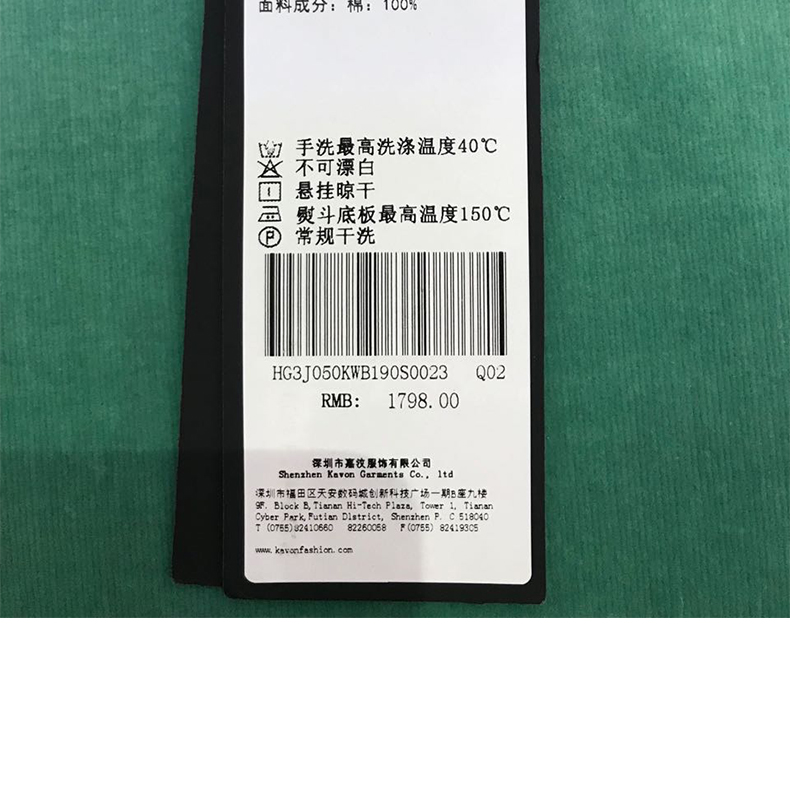 面料成分：棉：100%
手洗最高洗涤温度40℃
不可漂白
悬挂晾干
熨斗底板最高温度150℃
P 常规干洗
HG3J050KWB190S0023 Q02
RMB: 1798.00
深圳市嘉汶服饰有限公司
Shenzhen Kavon Garments Co., ltd
深圳市福田区天安数码城创新科技广场一期B座九楼
9F. Block B,Tianan Hi-Tech Plaza, Tower 1, Tianan
Cyber Park,Futian Dlstrict, Shenzhen P. C 518040
T (0755)82410660 82260058 F(0755) 82419305
www.kavonfashion.com